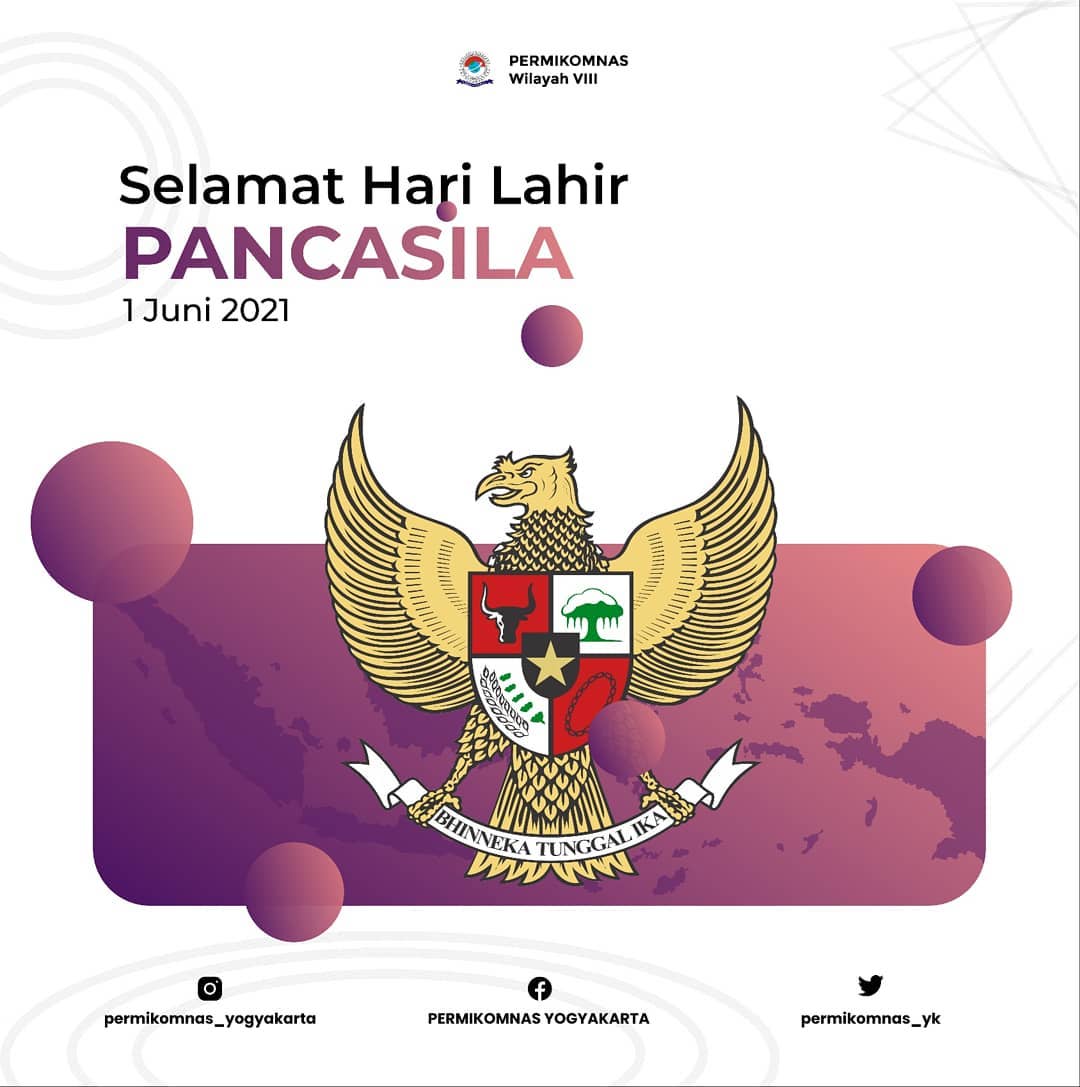 PERMIKOMNAS
Wilayah VIII
Selamat Hari Lahir
PANCASILA
1 Juni 2021
BHINNEKA TUNGGAL IKA
permikomnas_yogyakarta
PERMIKOMNAS YOGYAKARTA
permikomnas_yk